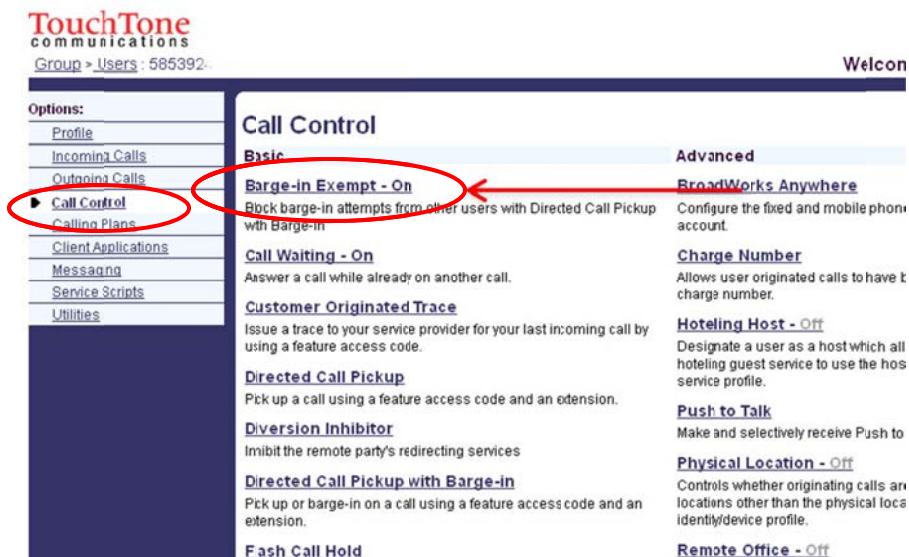 TouchTone
communications
Group > Users : 585392
Welcom
Options:
Profile
Incoming Calls
Outgoing Calls
Call Control
Calling Plans
Client Applications
Messaging
Service Scripts
Utilities
Call Control
Basic
Barge-in Exempt - On
Block barge-in attempts from other users with Directed Call Pickup
with Barge-in
Call Waiting - On
Answer a call while already on another call.
Customer Originated Trace
Issue a trace to your service provider for your last incoming call by
using a feature access code.
Directed Call Pickup
Pick up a call using a feature access code and an extension.
Diversion Inhibitor
Inhibit the remote party's redirecting services
Directed Call Pickup with Barge-in
Pick up or barge-in on a call using a feature access code and an
extension.
Flash Call Hold
Advanced
BroadWorks Anywhere
Configure the fixed and mobile phone
account.
Charge Number
Allows user originated calls to have b
charge number.
Hoteling Host - Off
Designate a user as a host which all
hoteling guest service to use the hos
service profile.
Push to Talk
Make and selectively receive Push to
Physical Location - Off
Controls whether originating calls are
locations other than the physical loca
identity/device profile.
Remote Office - Off